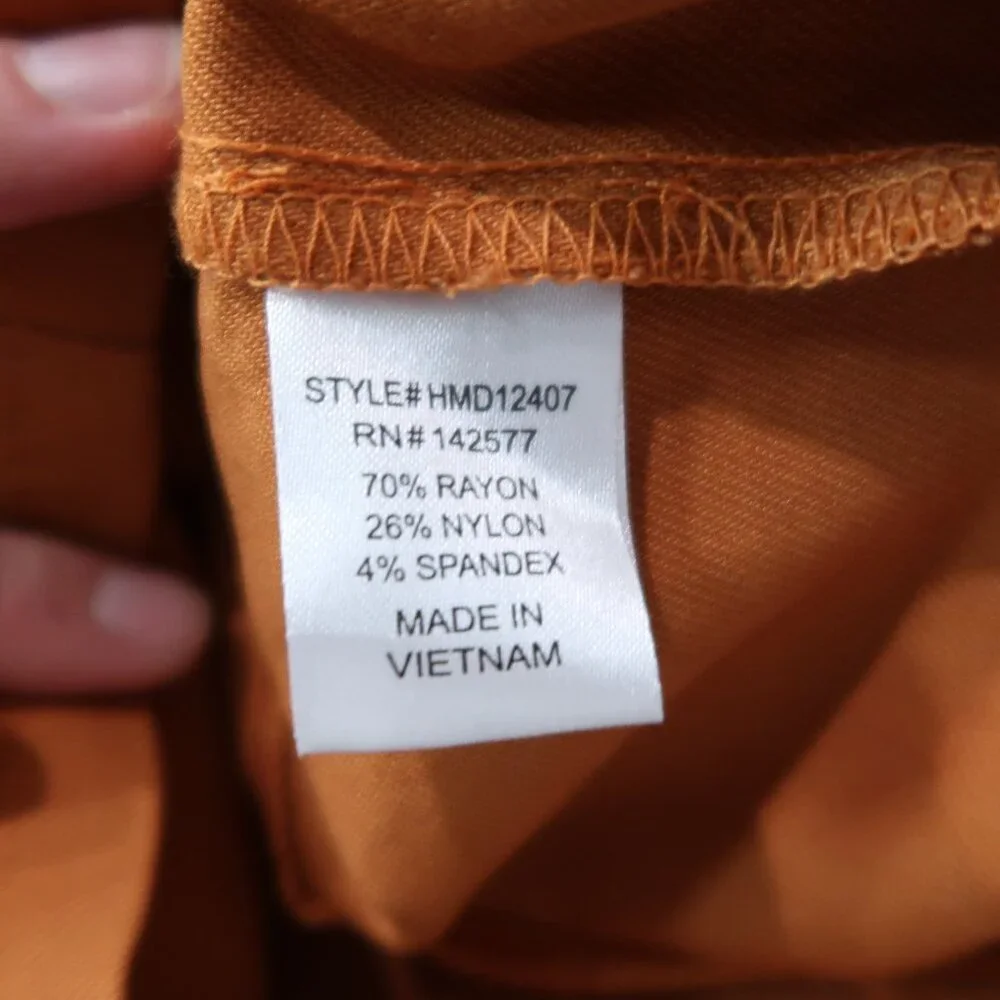 STYLE# HMD12407
RN# 142577
70% RAYON
26% NYLON
4% SPANDEX
MADE IN
VIETNAM